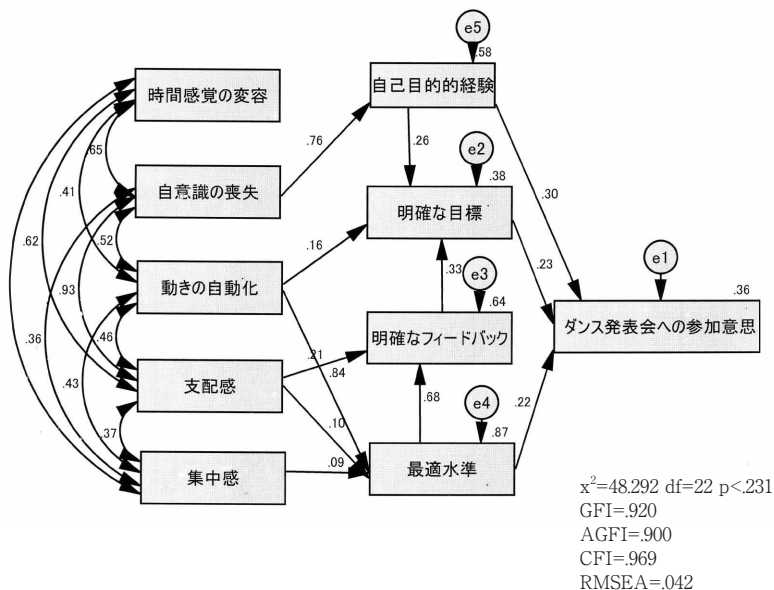 e5
.58
自己目的的経験
時間感覚の変容
.65
.76
.26
e2
.38
.30
.41
自意識の喪失
明確な目標
.62
.52
.16
.23
e1
.33
e3
.36
.93
動きの自動化
.64
ダンス発表会への参加意思
.36
.46
.21
明確なフィードバック
.43
.84
支配感
.68
e4
.22
.37
.10
.87
.09
集中感
最適水準
x²=48.292 df=22 p<.231
GFI=.920
AGFI=.900
CFI=.969
RMSEA=.042